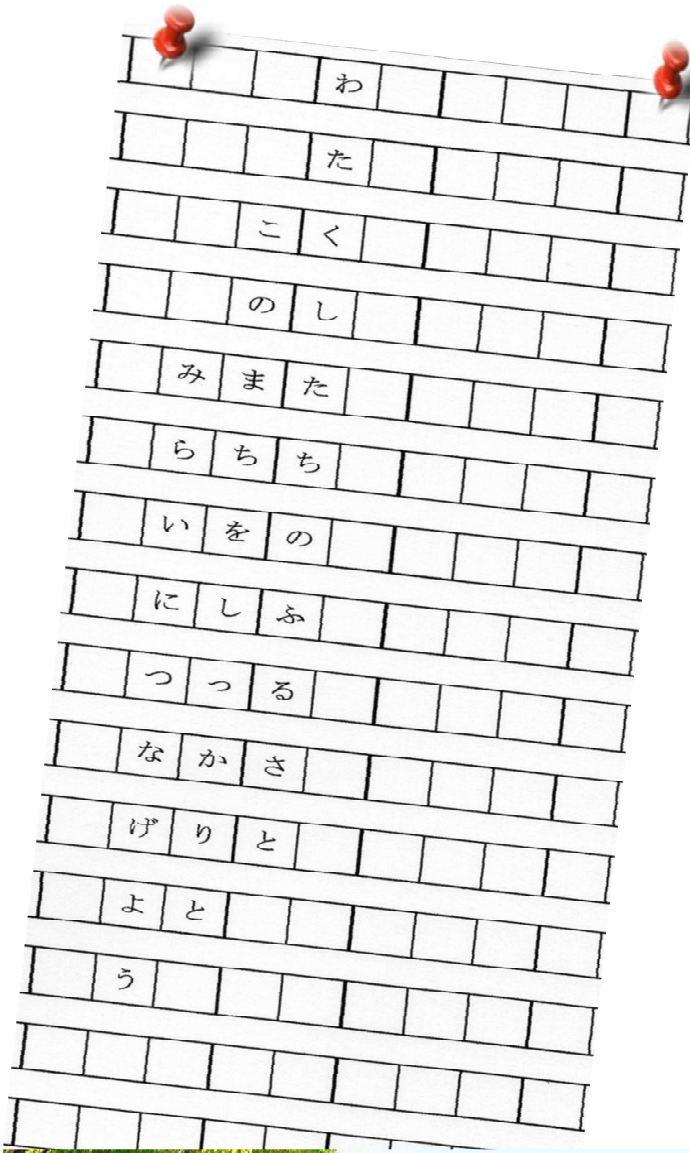 わたくしたちのふるさと
このまちをしっかりと
みらいにつなげよう